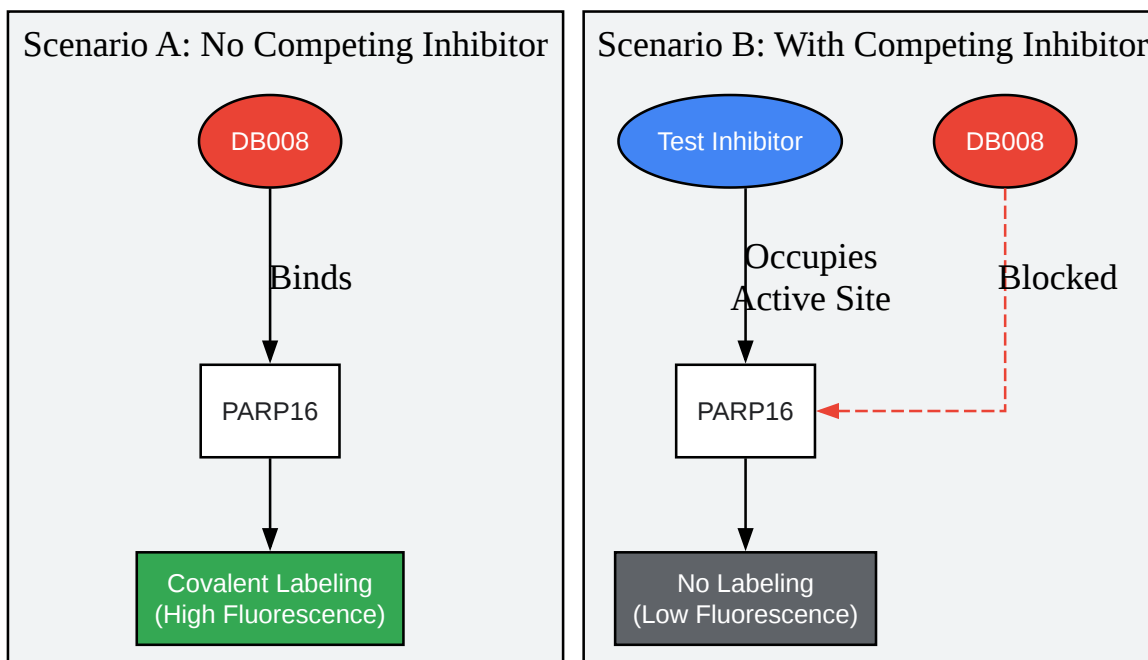 Scenario A: No Competing Inhibitor
DB008
Binds
PARP16
Covalent Labeling
(High Fluorescence)
Scenario B: With Competing Inhibitor
Test Inhibitor
DB008
Occupies
Active Site
Blocked
PARP16
No Labeling
(Low Fluorescence)